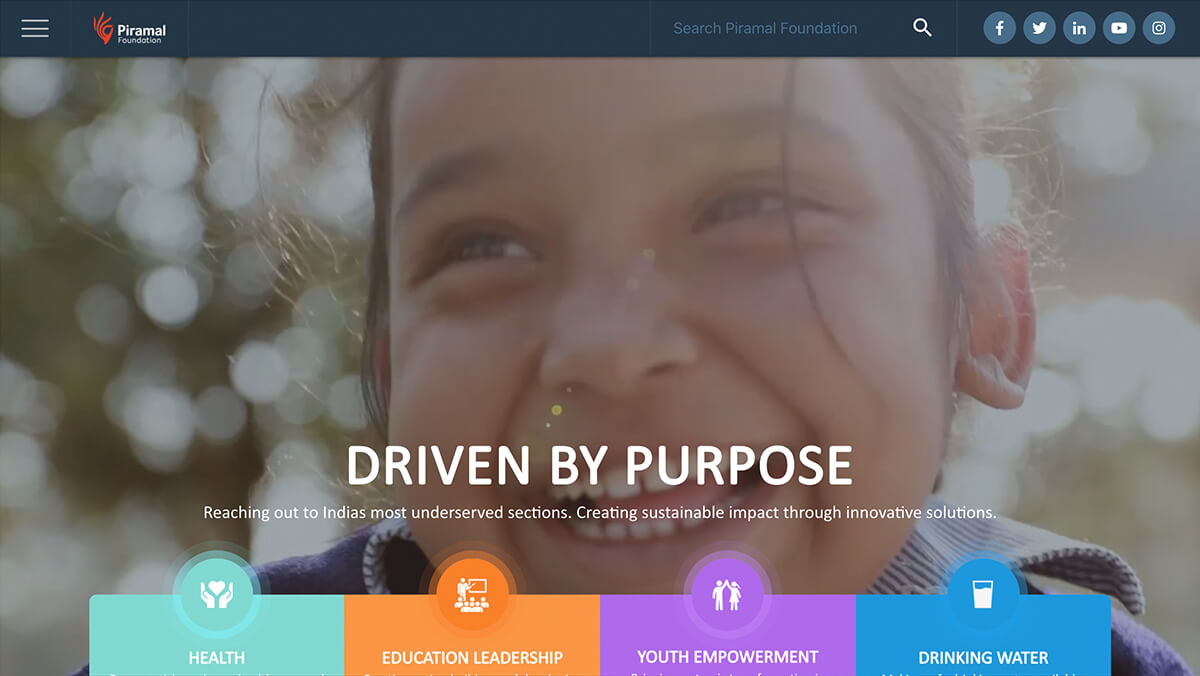 Piramal
Foundation
Search Piramal Foundation
DRIVEN BY PURPOSE
Reaching out to Indias most underserved sections. Creating sustainable impact through innovative solutions.
HEALTH
EDUCATION LEADERSHIP
YOUTH EMPOWERMENT
DRINKING WATER